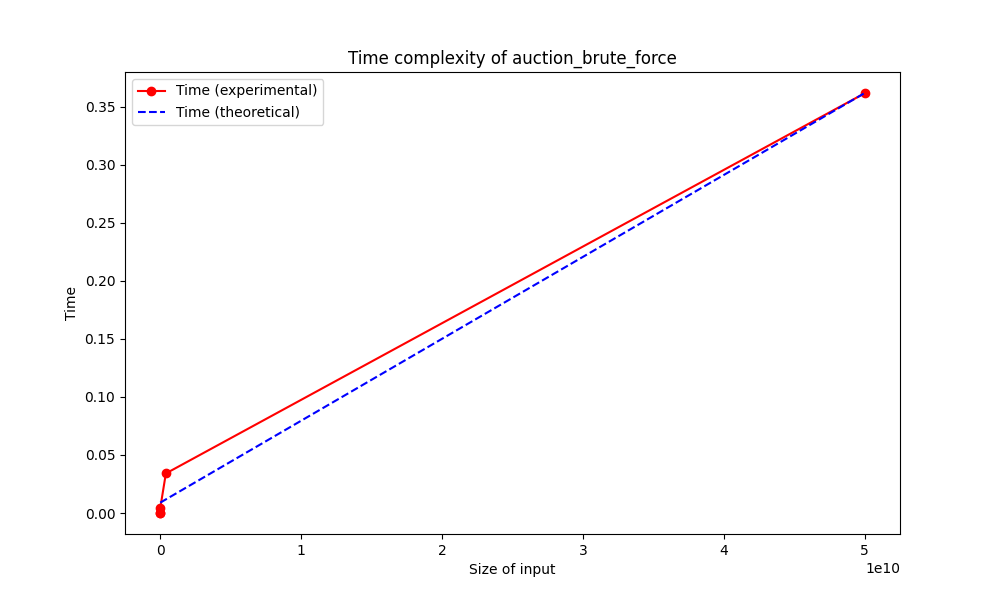 Time complexity of auction_brute_force
Time (experimental)
Time (theoretical)
0.35
0.30
0.25
0.20
0.15
0.10
0.05
0.00
Time
0 1 2 3 4 5
1e10
Size of input